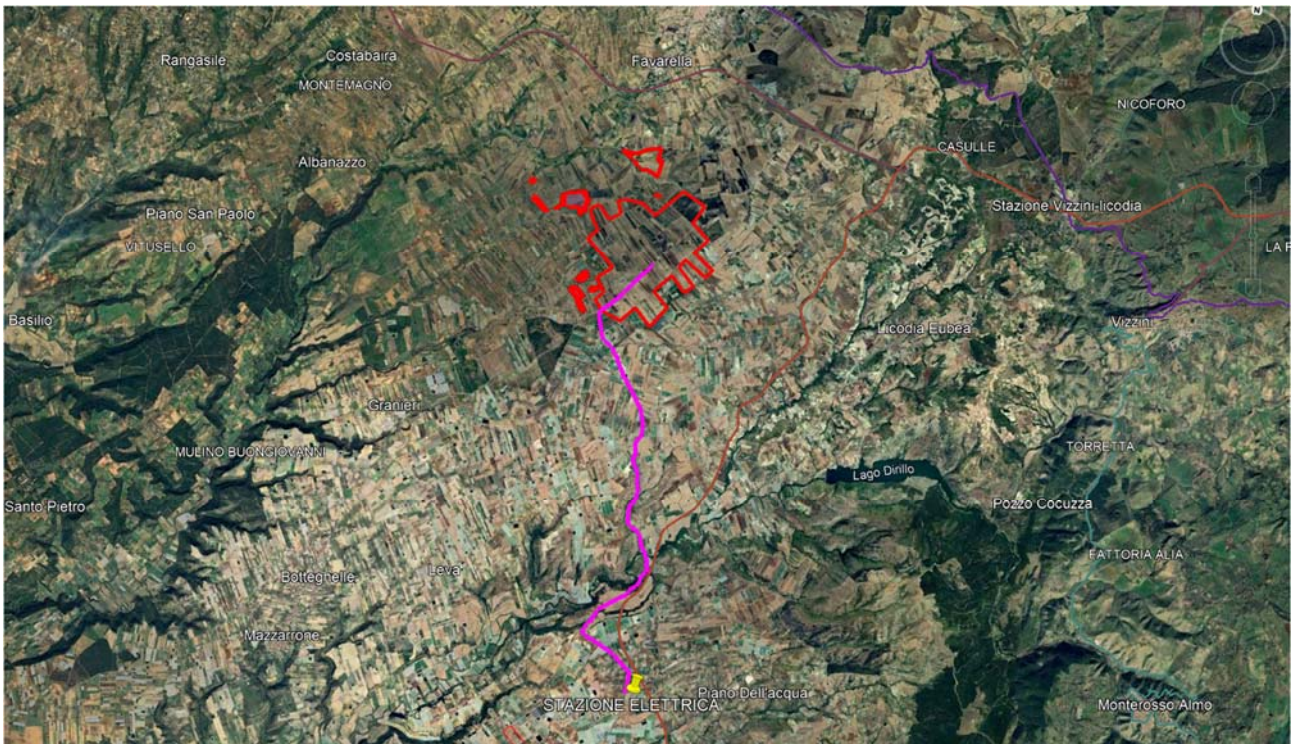 N
Rangasile
Costabaira
Favarella
MONTEMAGNO
NICOFORO
CASULLE
Albanazzo
Piano San Paolo
Stazione Vizzini-licodia
VITUSELLO
LA
Basilio
Vizzini
Licodia Eubea
Granieri
MULINO BUONGIOVANNI
TORRETTA
Lago Dirillo
Santo Pietro
Pozzo Cocuzza
FATTORIA ALIA
Botteghelle
Leva
Mazzarrone
Piano Dell'acqua
STAZIONE ELETTRICA
Monterosso Almo